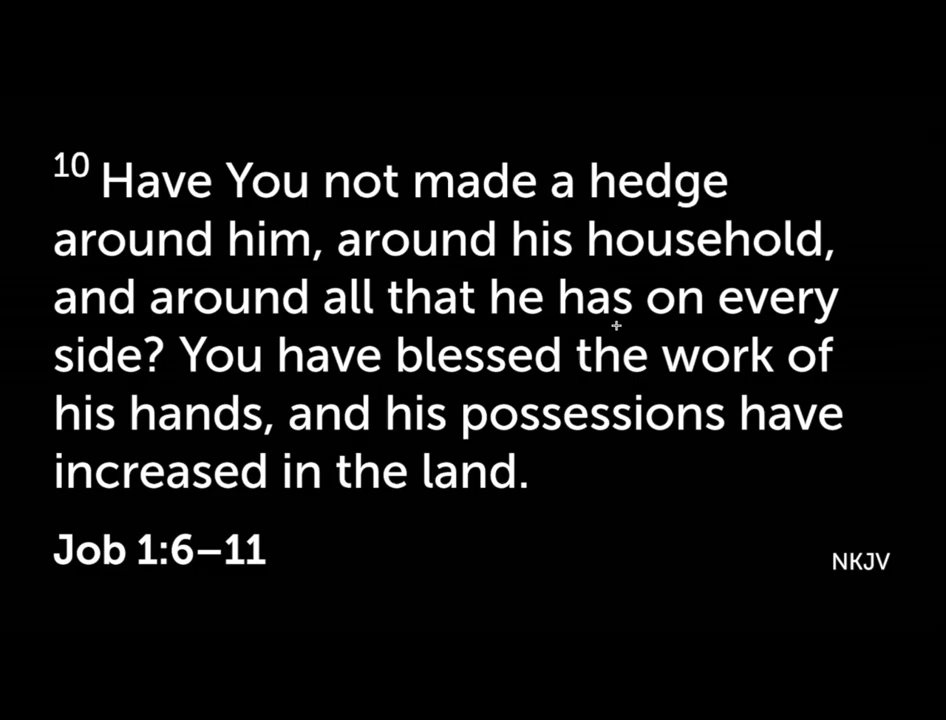 10 Have You not made a hedge
around him, around his household,
and around all that he has on every
side? You have blessed the work of
his hands, and his possessions have
increased in the land.
Job 1:6–11
NKJV